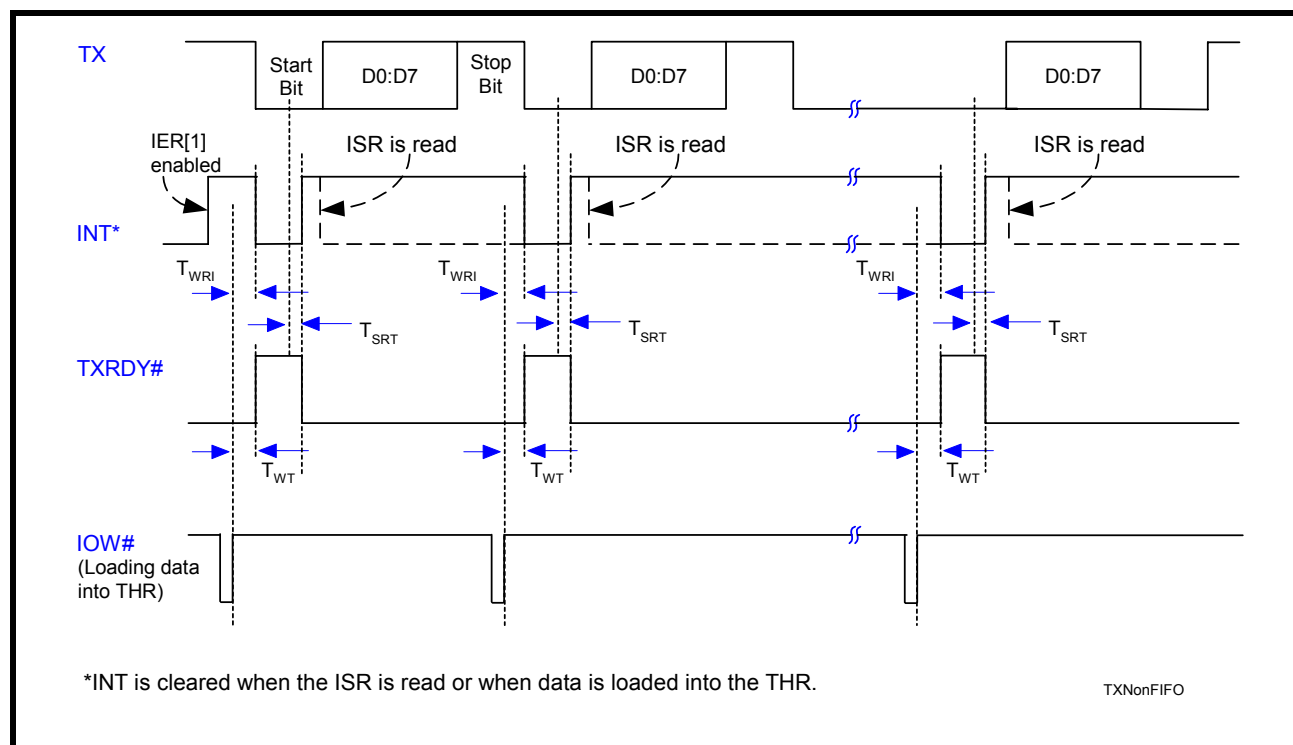 TX
Start
Bit
D0:D7
Stop
Bit
D0:D7
D0:D7
IER[1]
enabled
ISR is read
ISR is read
ISR is read
INT*
TWRI
TWRI
TWRI
TSRT
TSRT
TSRT
TXRDY#
TWT
TWT
TWT
IOW#
(Loading data
into THR)
*INT is cleared when the ISR is read or when data is loaded into the THR.
TXNonFIFO